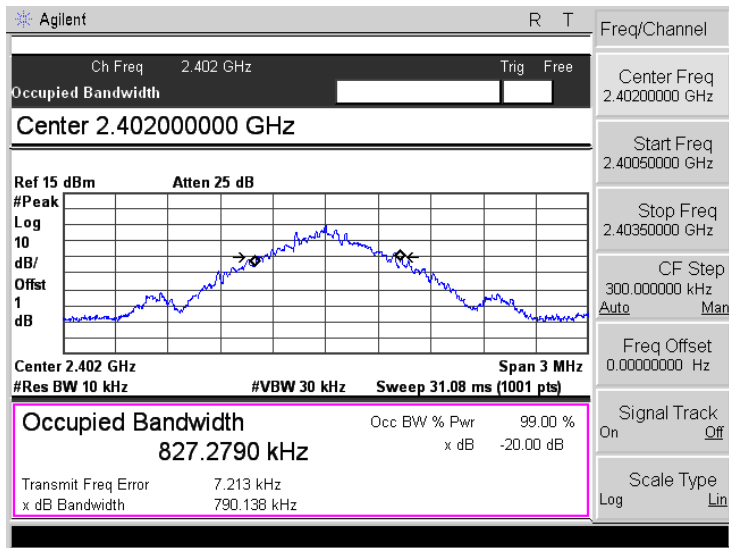 Agilent R T
Ch Freq 2.402 GHz Trig Free
Occupied Bandwidth
Center 2.402000000 GHz
Ref 15 dBm Atten 25 dB
#Peak
Log
10
dB/
Offst
1
dB
Center 2.402 GHz Span 3 MHz
#Res BW 10 kHz #VBW 30 kHz Sweep 31.08 ms (1001 pts)
Occupied Bandwidth Occ BW % Pwr 99.00 %
827.2790 kHz x dB -20.00 dB
Transmit Freq Error 7.213 kHz
x dB Bandwidth 790.138 kHz
Freq/Channel
Center Freq
2.40200000 GHz
Start Freq
2.40050000 GHz
Stop Freq
2.40350000 GHz
CF Step
300.000000 kHz
Auto Man
Freq Offset
0.00000000 Hz
Signal Track
On Off
Scale Type
Log Lin